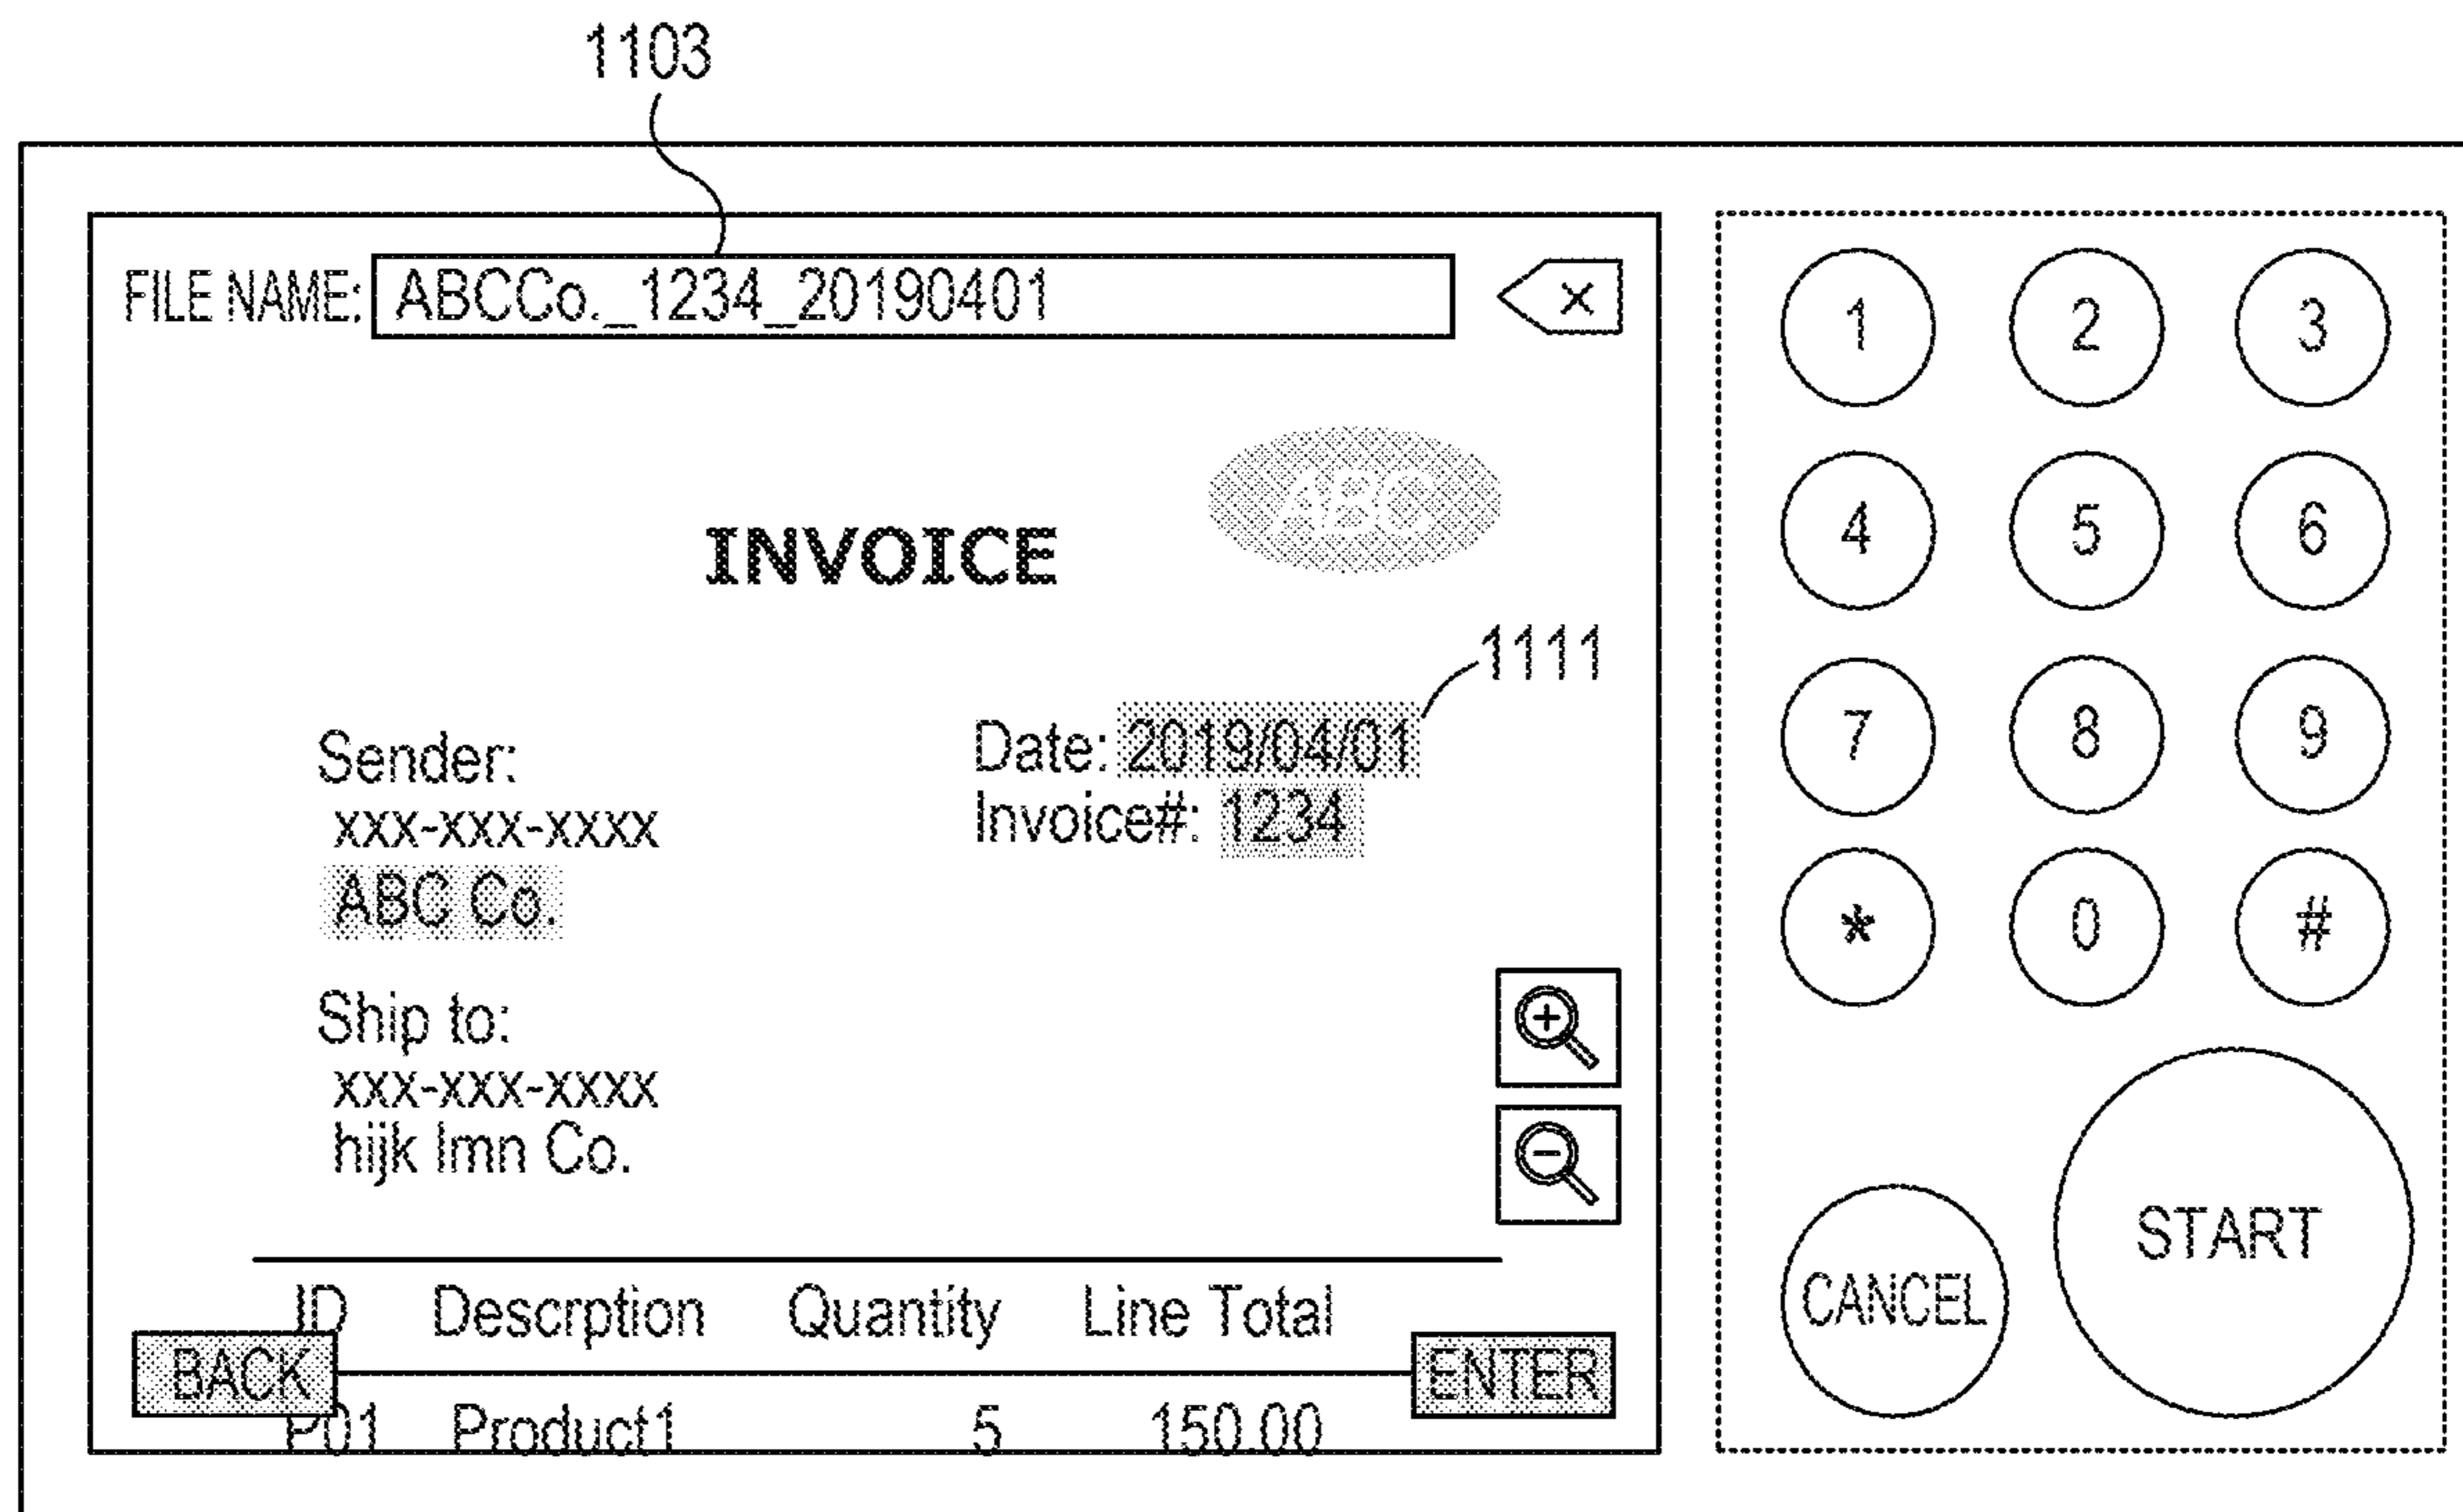 1103
FILE NAME: ABCCo._1234_20190401
×
ABC
INVOICE
1111
Date: 2019/04/01
Invoice#: 1234
Sender:
xxx-xxx-xxxx
ABC Co.
Ship to:
xxx-xxx-xxxx
hijk lmn Co.
ID Descrption Quantity Line Total
BACK ENTER
P01 Product1 5 150.00
1 2 3
4 5 6
7 8 9
* 0 #
START
CANCEL